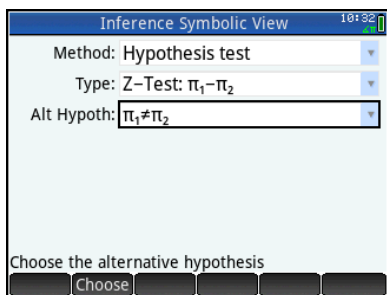 Inference Symbolic View 10:32
Method: Hypothesis test
Type: Z-Test: π₁-π₂
Alt Hypoth: π₁≠π₂
Choose the alternative hypothesis
Choose